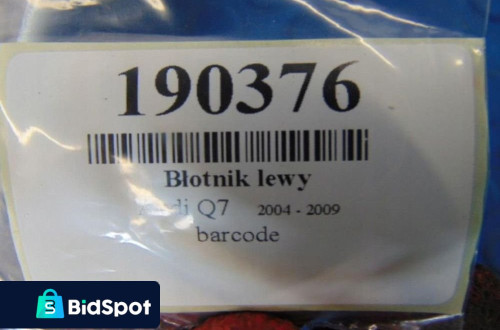 190376
Błotnik lewy
Q7 2004 - 2009
barcode
BidSpot